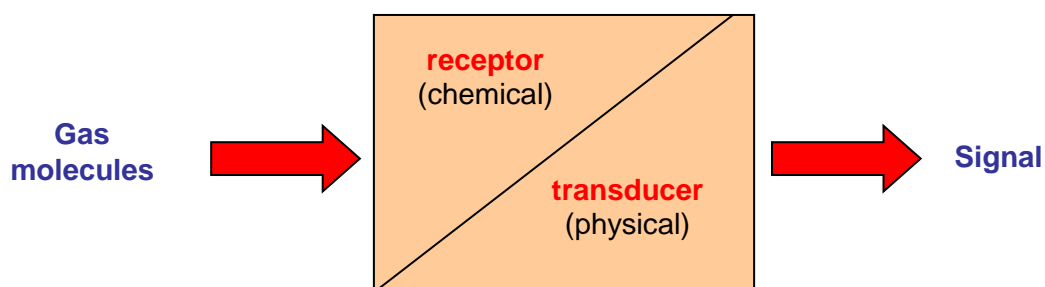 Gas
molecules
receptor
(chemical)
transducer
(physical)
Signal